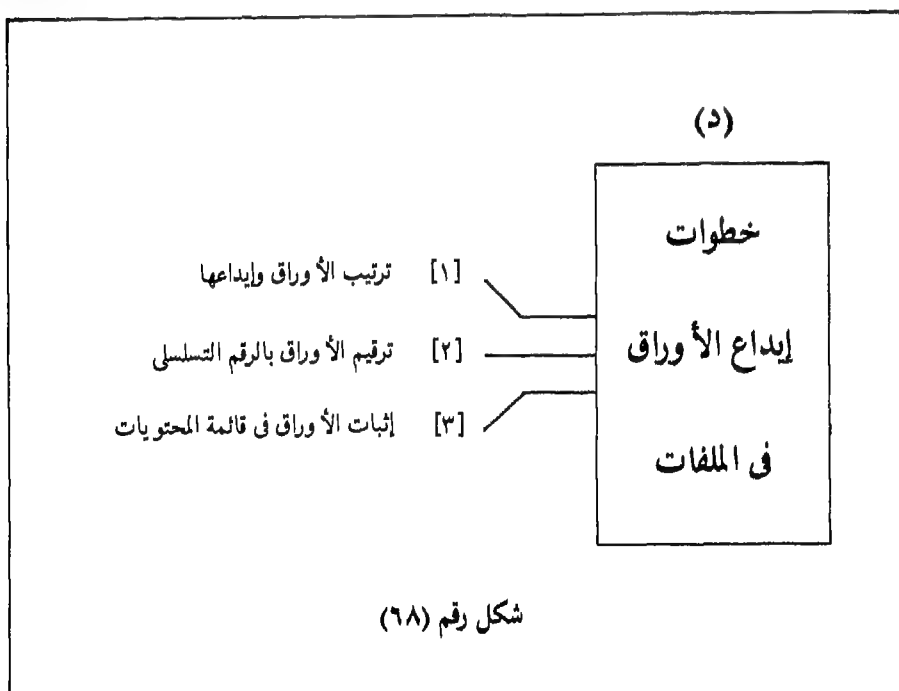 (د)
خطوات
إيداع الأوراق
فى الملفات
[١] ترتيب الأوراق وإيداعها
[٢] ترقيم الأوراق بالرقم التسلسلى
[٣] إثبات الأوراق فى قائمة المحتويات
شكل رقم (٦٨)